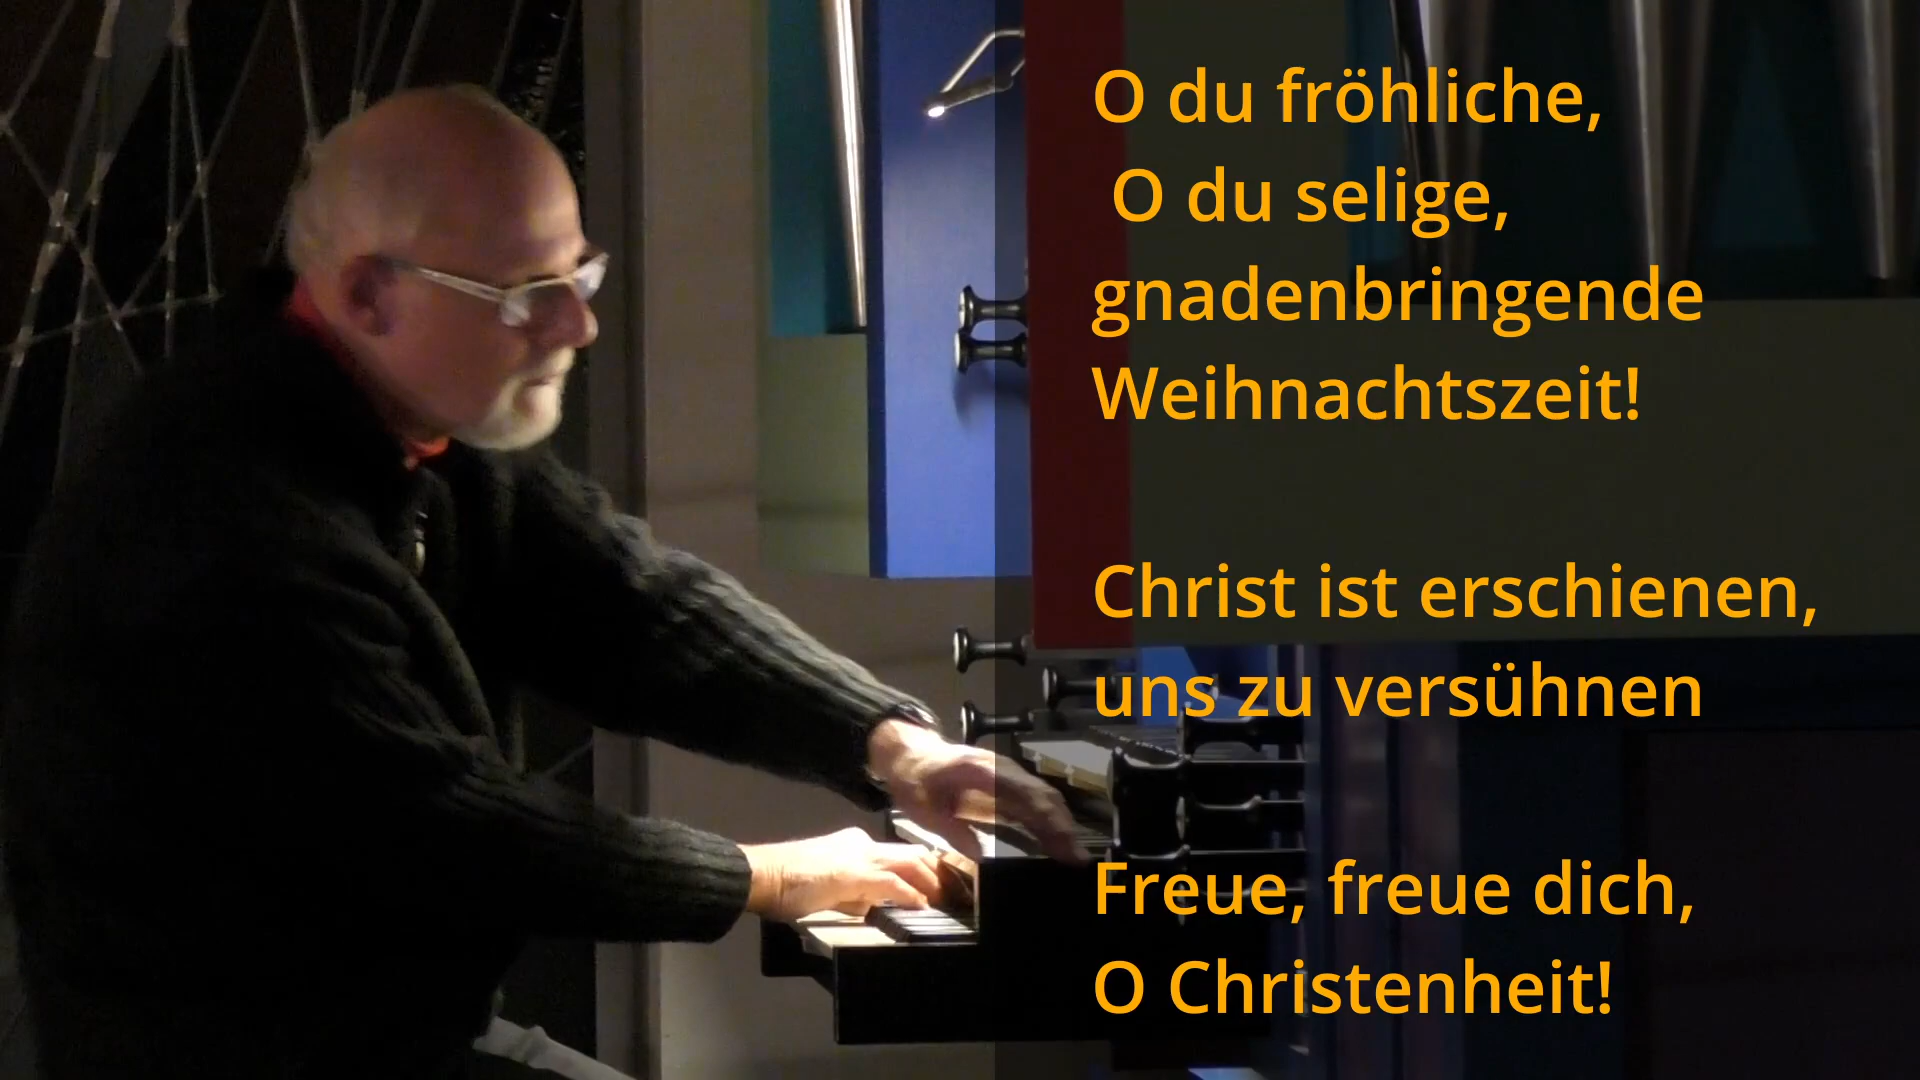 O du fröhliche,
O du selige,
gnadenbringende
Weihnachtszeit!
Christ ist erschienen,
uns zu versühnen
Freue, freue dich,
O Christenheit!